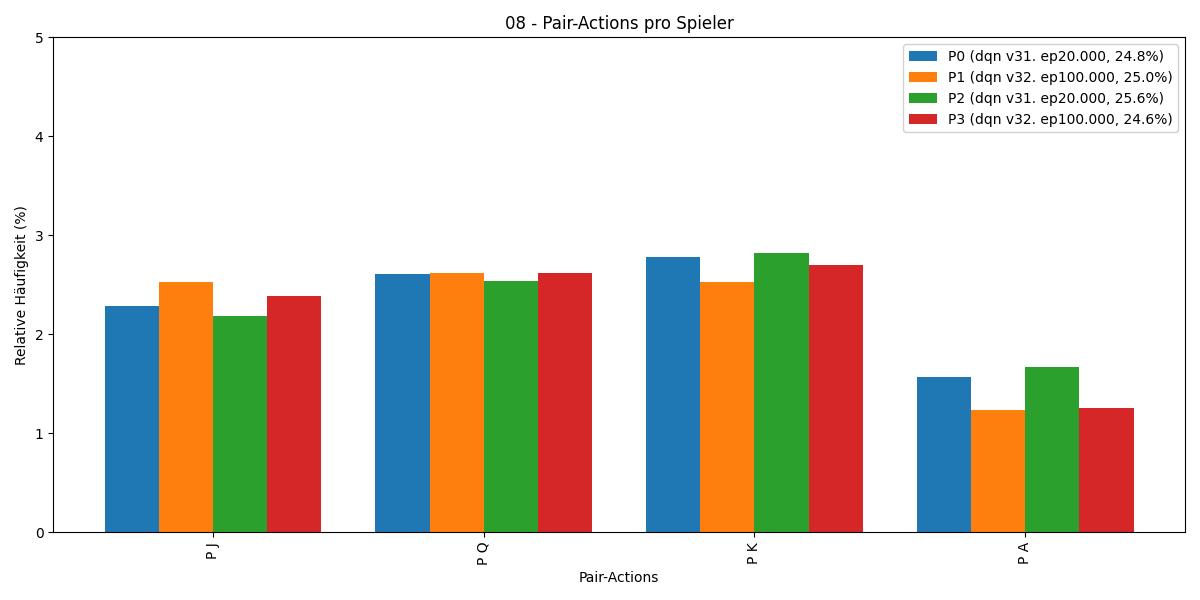 08 - Pair-Actions pro Spieler
5
4
3
2
1
0
Relative Häufigkeit (%)
P0 (dqn v31. ep20.000, 24.8%)
P1 (dqn v32. ep100.000, 25.0%)
P2 (dqn v31. ep20.000, 25.6%)
P3 (dqn v32. ep100.000, 24.6%)
P J
P Q
P K
P A
Pair-Actions